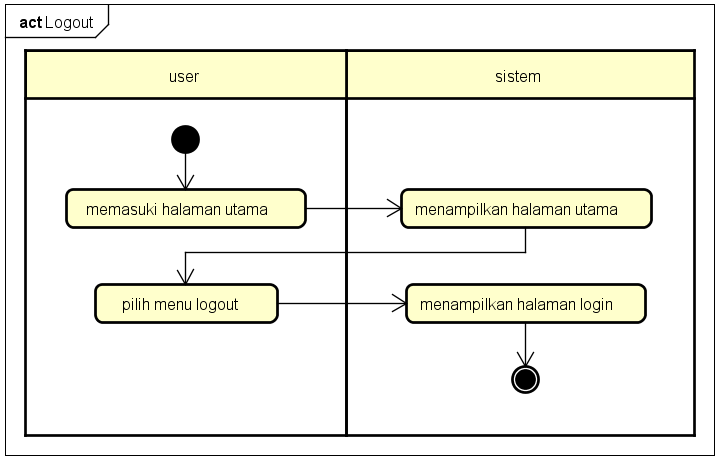 act Logout
user
sistem
memasuki halaman utama
menampilkan halaman utama
pilih menu logout
menampilkan halaman login